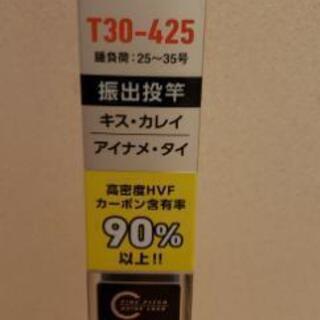 T30-425
錘負荷:25〜35号
振出投竿
キス・カレイ
アイナメ・タイ
高密度HVF
カーボン含有率
90%
以上!!